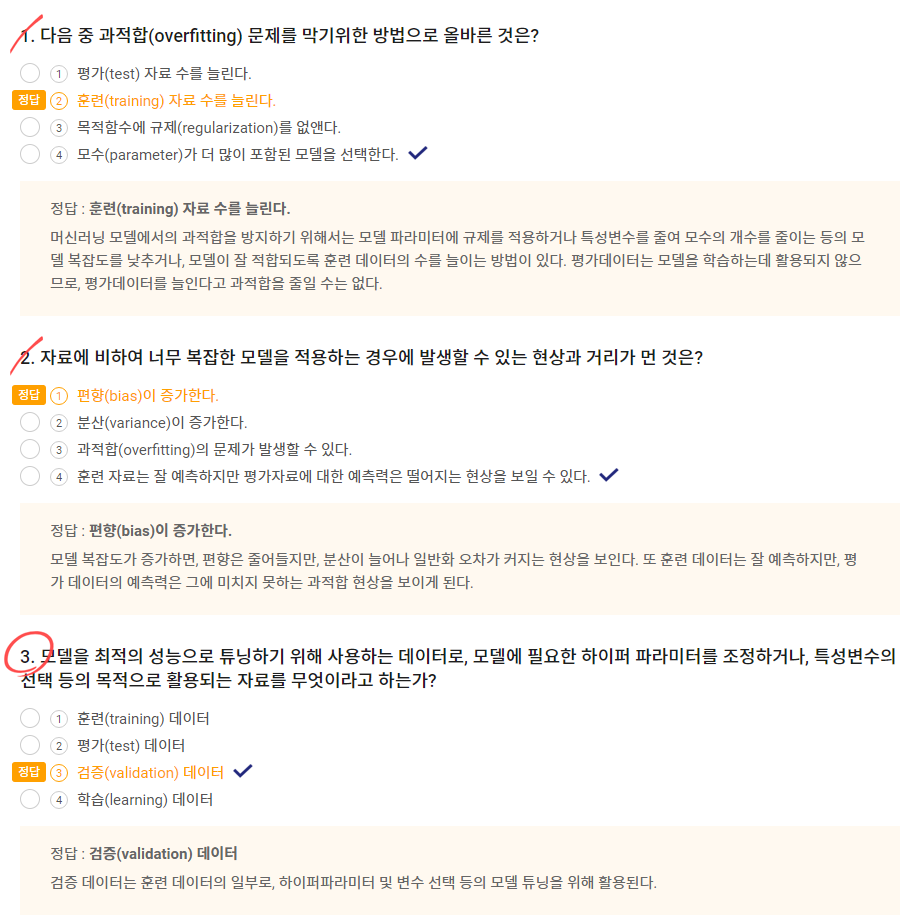 1. 다음 중 과적합(overfitting) 문제를 막기위한 방법으로 올바른 것은?
① 평가(test) 자료 수를 늘린다.
정답 ② 훈련(training) 자료 수를 늘린다.
③ 목적함수에 규제(regularization)를 없앤다.
④ 모수(parameter)가 더 많이 포함된 모델을 선택한다.
정답 : 훈련(training) 자료 수를 늘린다.
머신러닝 모델에서의 과적합을 방지하기 위해서는 모델 파라미터에 규제를 적용하거나 특성변수를 줄여 모수의 개수를 줄이는 등의 모
델 복잡도를 낮추거나, 모델이 잘 적합되도록 훈련 데이터의 수를 늘이는 방법이 있다. 평가데이터는 모델을 학습하는데 활용되지 않으
므로, 평가데이터를 늘인다고 과적합을 줄일 수는 없다.
2. 자료에 비하여 너무 복잡한 모델을 적용하는 경우에 발생할 수 있는 현상과 거리가 먼 것은?
정답 ① 편향(bias)이 증가한다.
② 분산(variance)이 증가한다.
③ 과적합(overfitting)의 문제가 발생할 수 있다.
④ 훈련 자료는 잘 예측하지만 평가자료에 대한 예측력은 떨어지는 현상을 보일 수 있다.
정답 : 편향(bias)이 증가한다.
모델 복잡도가 증가하면, 편향은 줄어들지만, 분산이 늘어나 일반화 오차가 커지는 현상을 보인다. 또 훈련 데이터는 잘 예측하지만, 평
가 데이터의 예측력은 그에 미치지 못하는 과적합 현상을 보이게 된다.
3. 모델을 최적의 성능으로 튜닝하기 위해 사용하는 데이터로, 모델에 필요한 하이퍼 파라미터를 조정하거나, 특성변수의
선택 등의 목적으로 활용되는 자료를 무엇이라고 하는가?
① 훈련(training) 데이터
② 평가(test) 데이터
정답 ③ 검증(validation) 데이터
④ 학습(learning) 데이터
정답 : 검증(validation) 데이터
검증 데이터는 훈련 데이터의 일부로, 하이퍼파라미터 및 변수 선택 등의 모델 튜닝을 위해 활용된다.